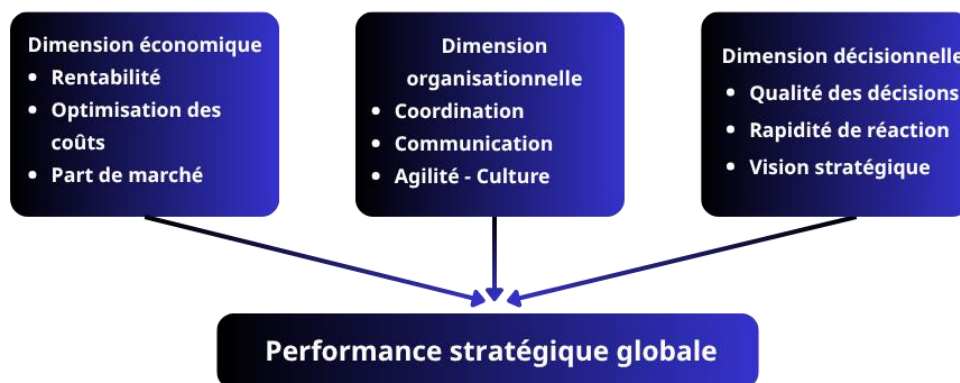 Dimension économique
• Rentabilité
• Optimisation des
coûts
• Part de marché
Dimension
organisationnelle
• Coordination
• Communication
• Agilité - Culture
Dimension décisionnelle
• Qualité des décisions
• Rapidité de réaction
• Vision stratégique
Performance stratégique globale